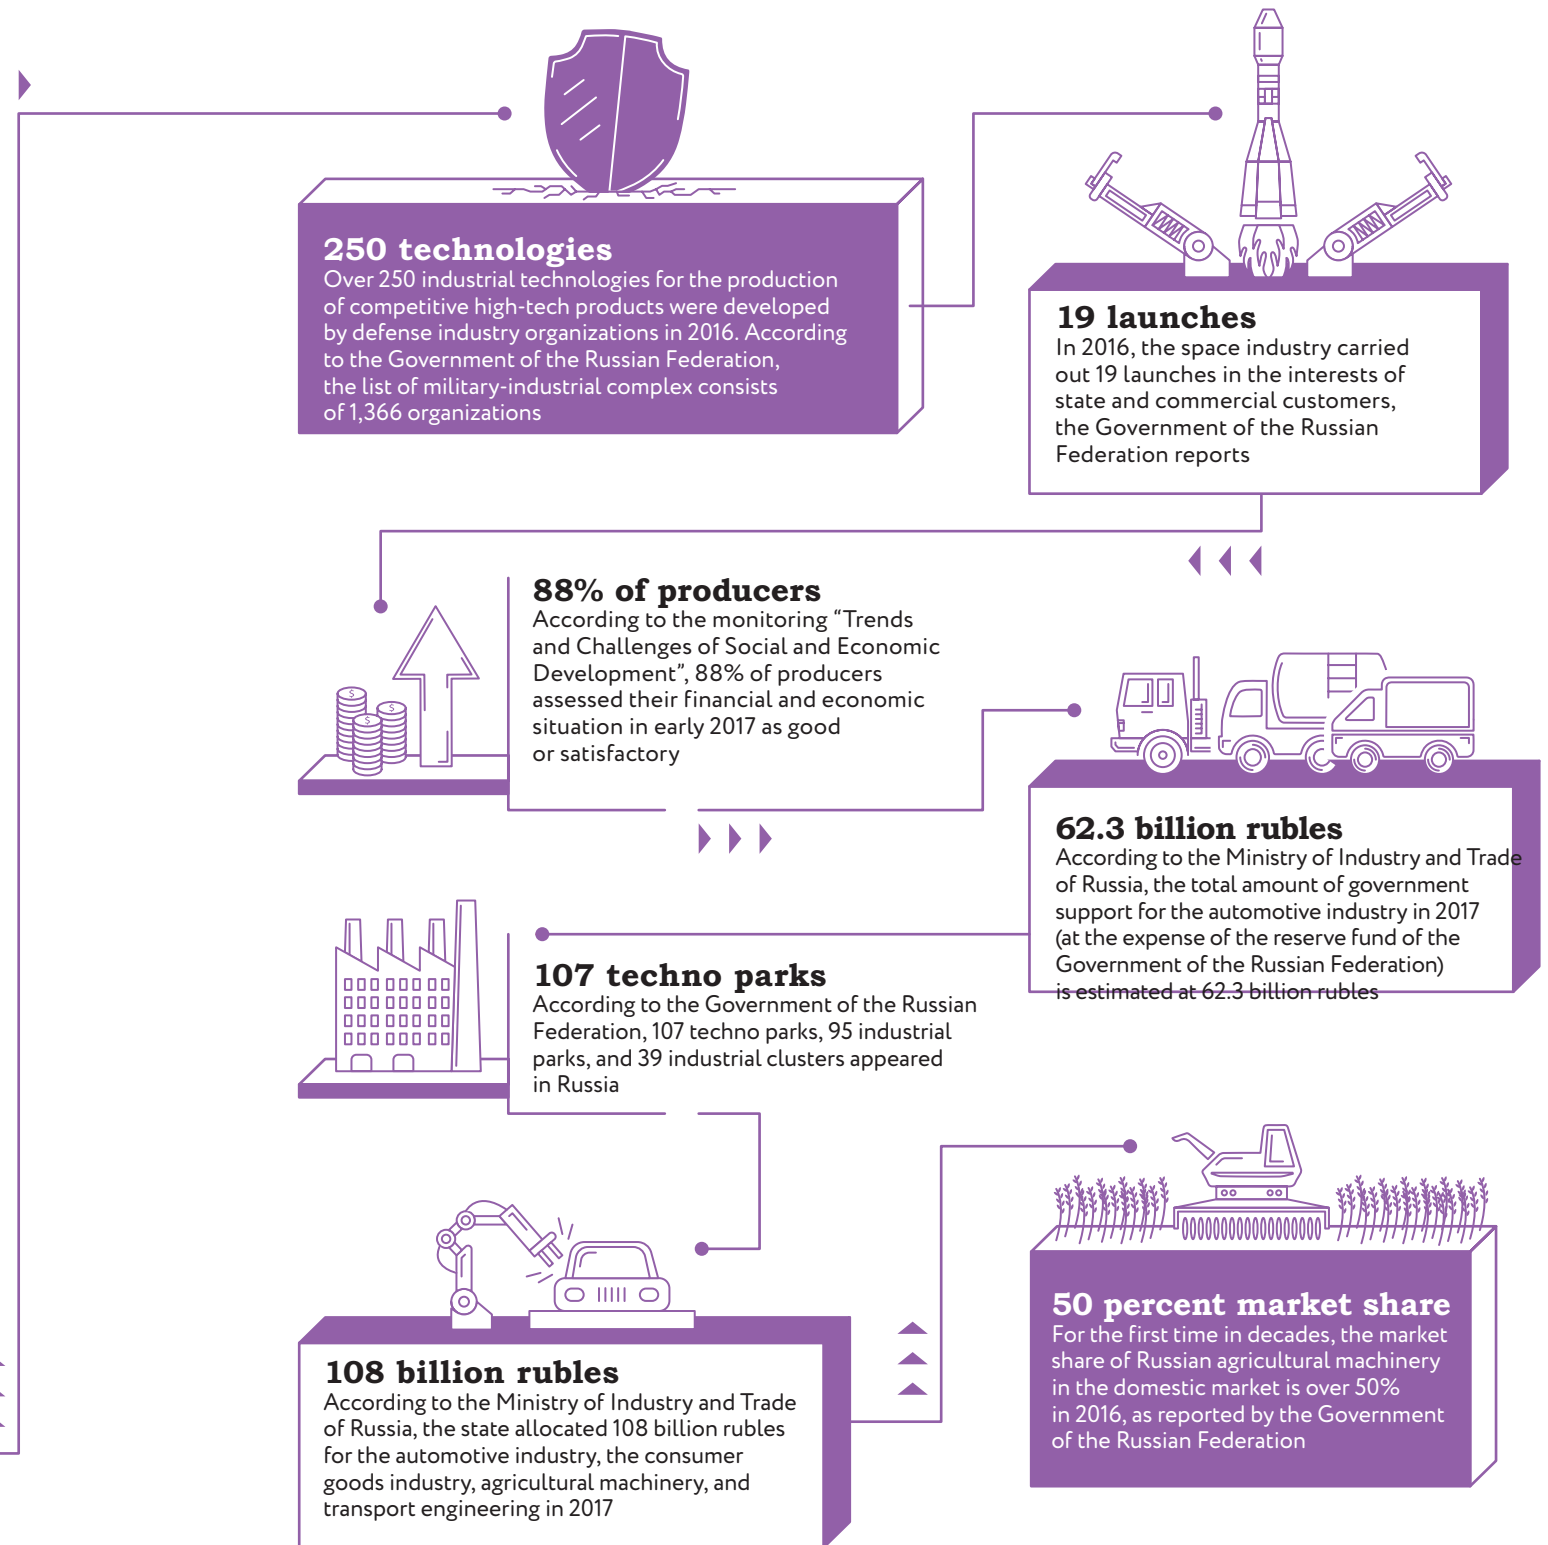 250 technologies
Over 250 industrial technologies for the production
of competitive high-tech products were developed
by defense industry organizations in 2016. According
to the Government of the Russian Federation,
the list of military-industrial complex consists
of 1,366 organizations
19 launches
In 2016, the space industry carried
out 19 launches in the interests of
state and commercial customers,
the Government of the Russian
Federation reports
88% of producers
According to the monitoring “Trends
and Challenges of Social and Economic
Development”, 88% of producers
assessed their financial and economic
situation in early 2017 as good
or satisfactory
$
$
$
62.3 billion rubles
According to the Ministry of Industry and Trade
of Russia, the total amount of government
support for the automotive industry in 2017
(at the expense of the reserve fund of the
Government of the Russian Federation)
is estimated at 62.3 billion rubles
107 techno parks
According to the Government of the Russian
Federation, 107 techno parks, 95 industrial
parks, and 39 industrial clusters appeared
in Russia
108 billion rubles
According to the Ministry of Industry and Trade
of Russia, the state allocated 108 billion rubles
for the automotive industry, the consumer
goods industry, agricultural machinery, and
transport engineering in 2017
50 percent market share
For the first time in decades, the market
share of Russian agricultural machinery
in the domestic market is over 50%
in 2016, as reported by the Government
of the Russian Federation